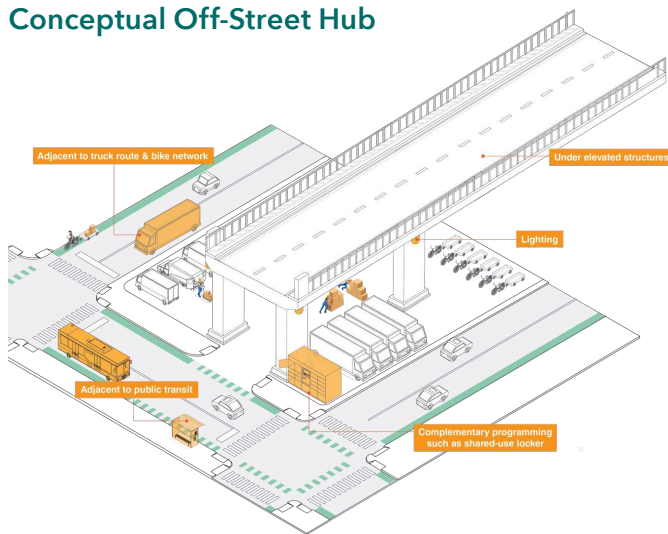 Conceptual Off-Street Hub
Adjacent to truck route & bike network
Under elevated structures
Lighting
Adjacent to public transit
Complementary programming
such as shared-use locker